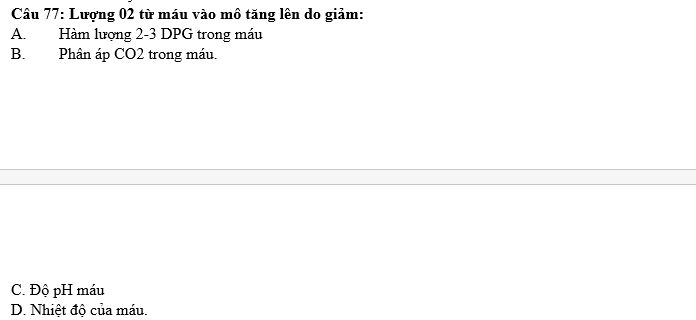 Câu 77: Lượng 02 từ máu vào mô tăng lên do giảm:
A. Hàm lượng 2-3 DPG trong máu
B. Phân áp CO2 trong máu.
C. Độ pH máu
D. Nhiệt độ của máu.